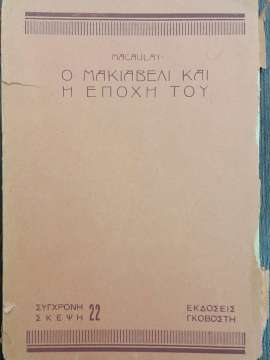 MACAULAY
Ο ΜΑΚΙΑΒΕΛΙ ΚΑΙ
Η ΕΠΟΧΗ ΤΟΥ
ΣΥΓΧΡΟΝΗ
ΣΚΕΨΗ 22
ΕΚΔΟΣΕΙΣ
ΓΚΟΒΟΣΤΗ